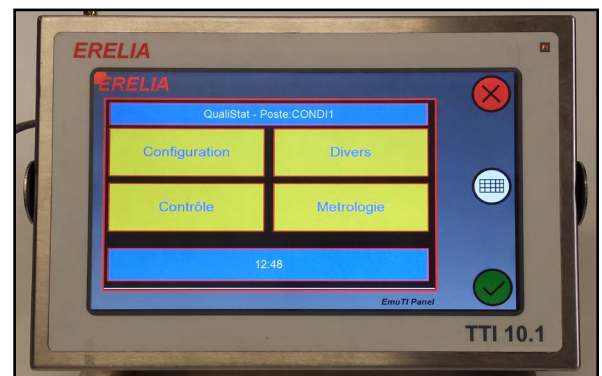 ERELIA
ERELIA
QualiStat - Poste:CONDI1
Configuration
Divers
Contrôle
Metrologie
12:48
EmuTI Panel
TTI 10.1